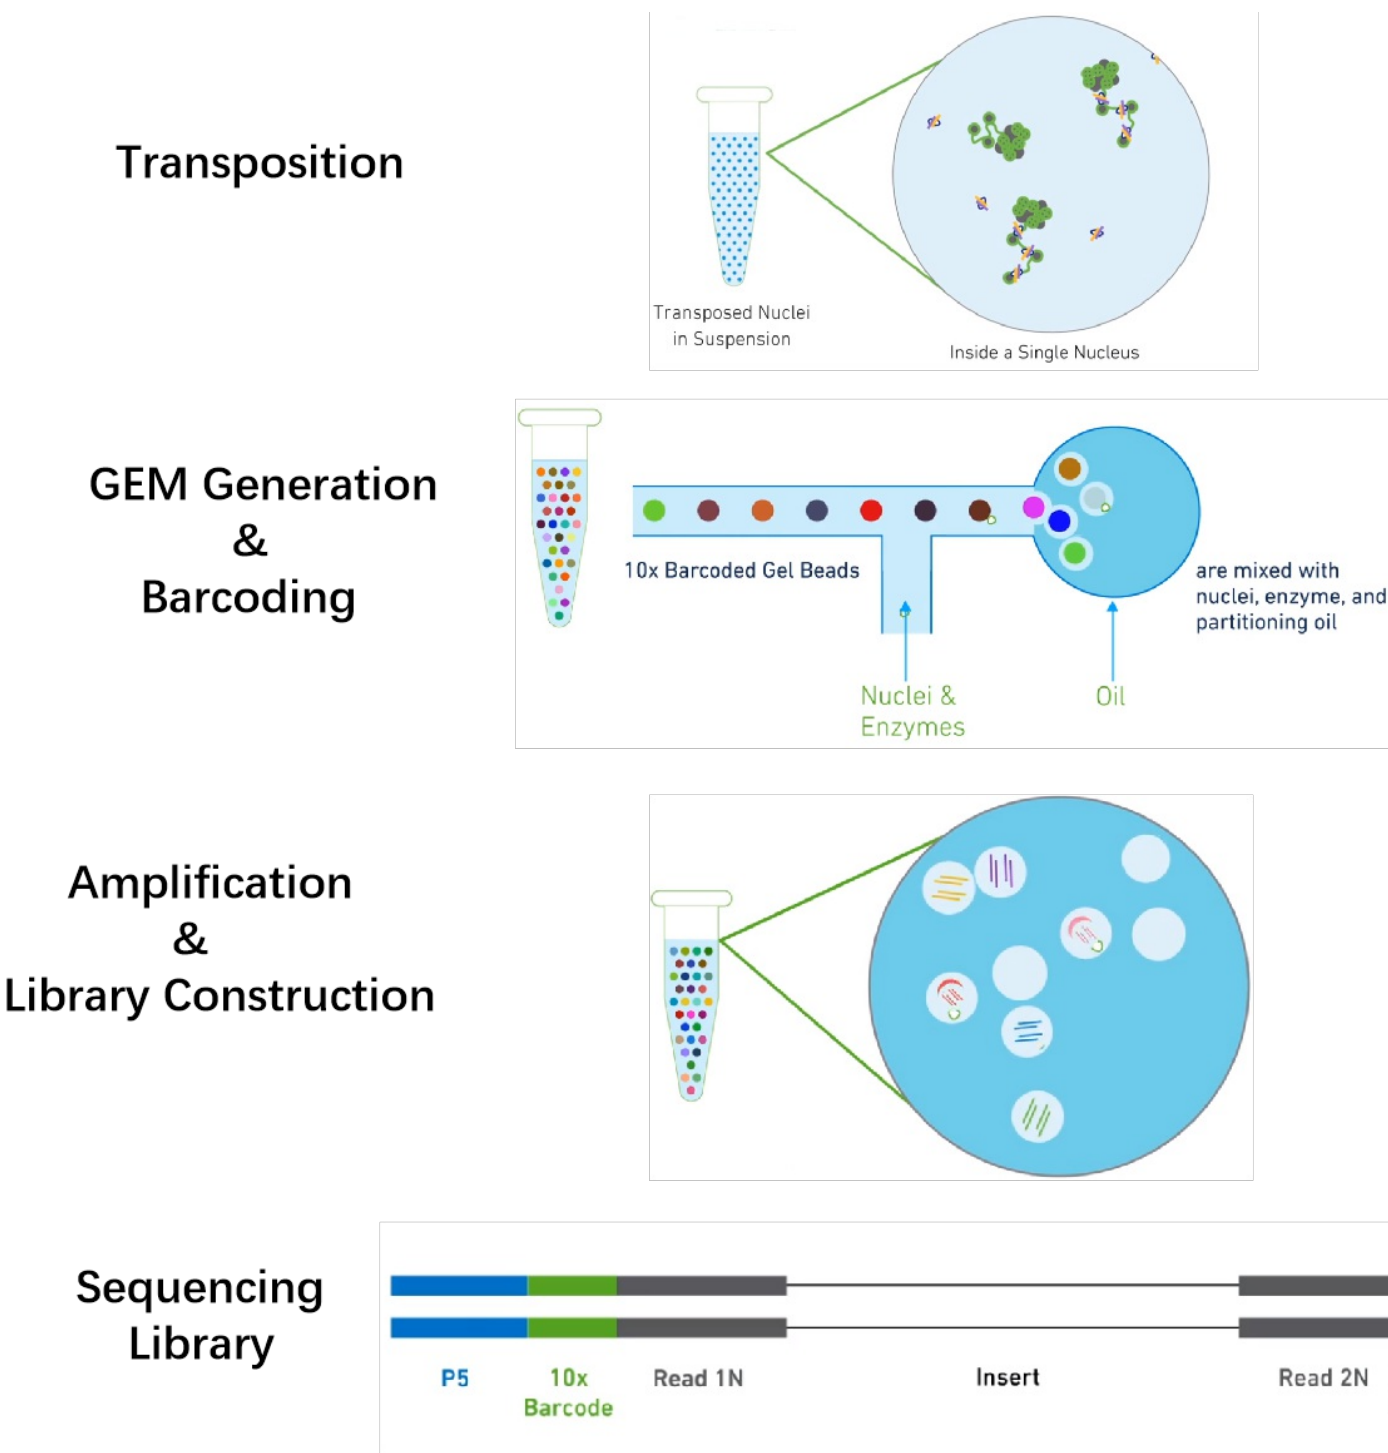 Transposition
Transposed Nuclei
in Suspension
Inside a Single Nucleus
GEM Generation
&
Barcoding
10x Barcoded Gel Beads
are mixed with
nuclei, enzyme, and
partitioning oil
Nuclei &
Enzymes
Oil
Amplification
&
Library Construction
Sequencing
Library
P5
10x
Barcode
Read 1N
Insert
Read 2N